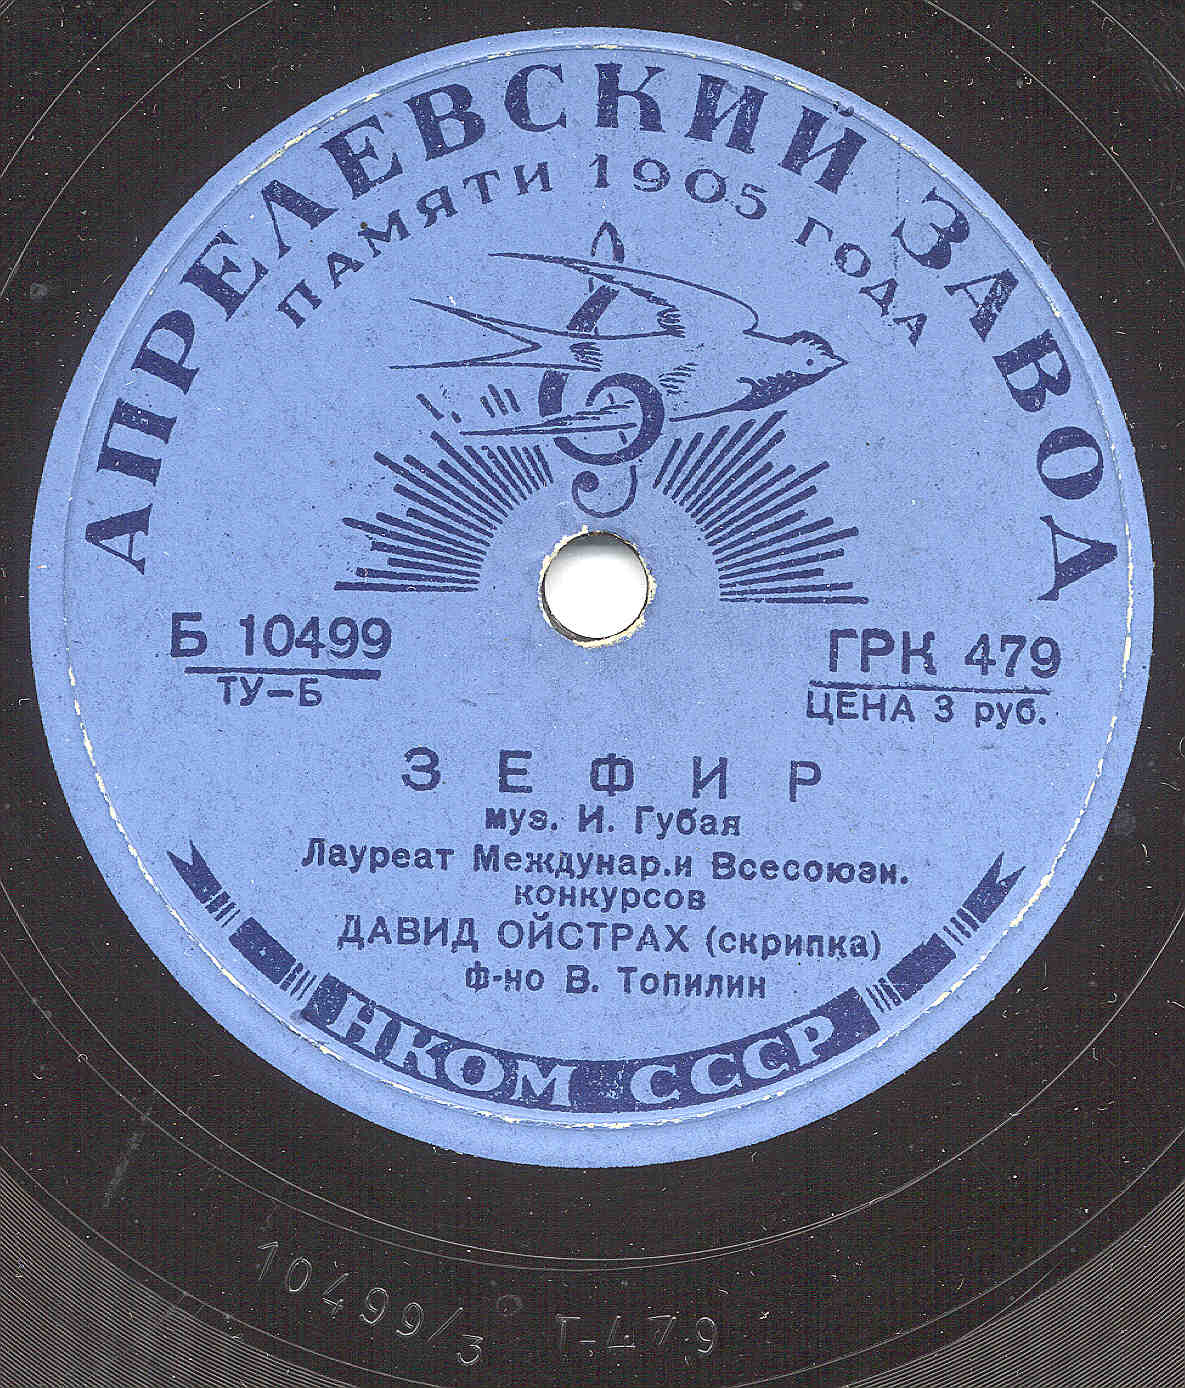 АПРЕЛЕВСКИЙ ЗАВОД
ПАМЯТИ 1905 ГОДА
Б 10499
ТУ–Б
ГРК 479
ЦЕНА 3 руб.
ЗЕФИР
муз. И. Губая
Лауреат Междунар.и Всесоюзн.
конкурсов
ДАВИД ОЙСТРАХ (скрипка)
ф-но В. Топилин
НКОМ СССР
10499/3 Г-479